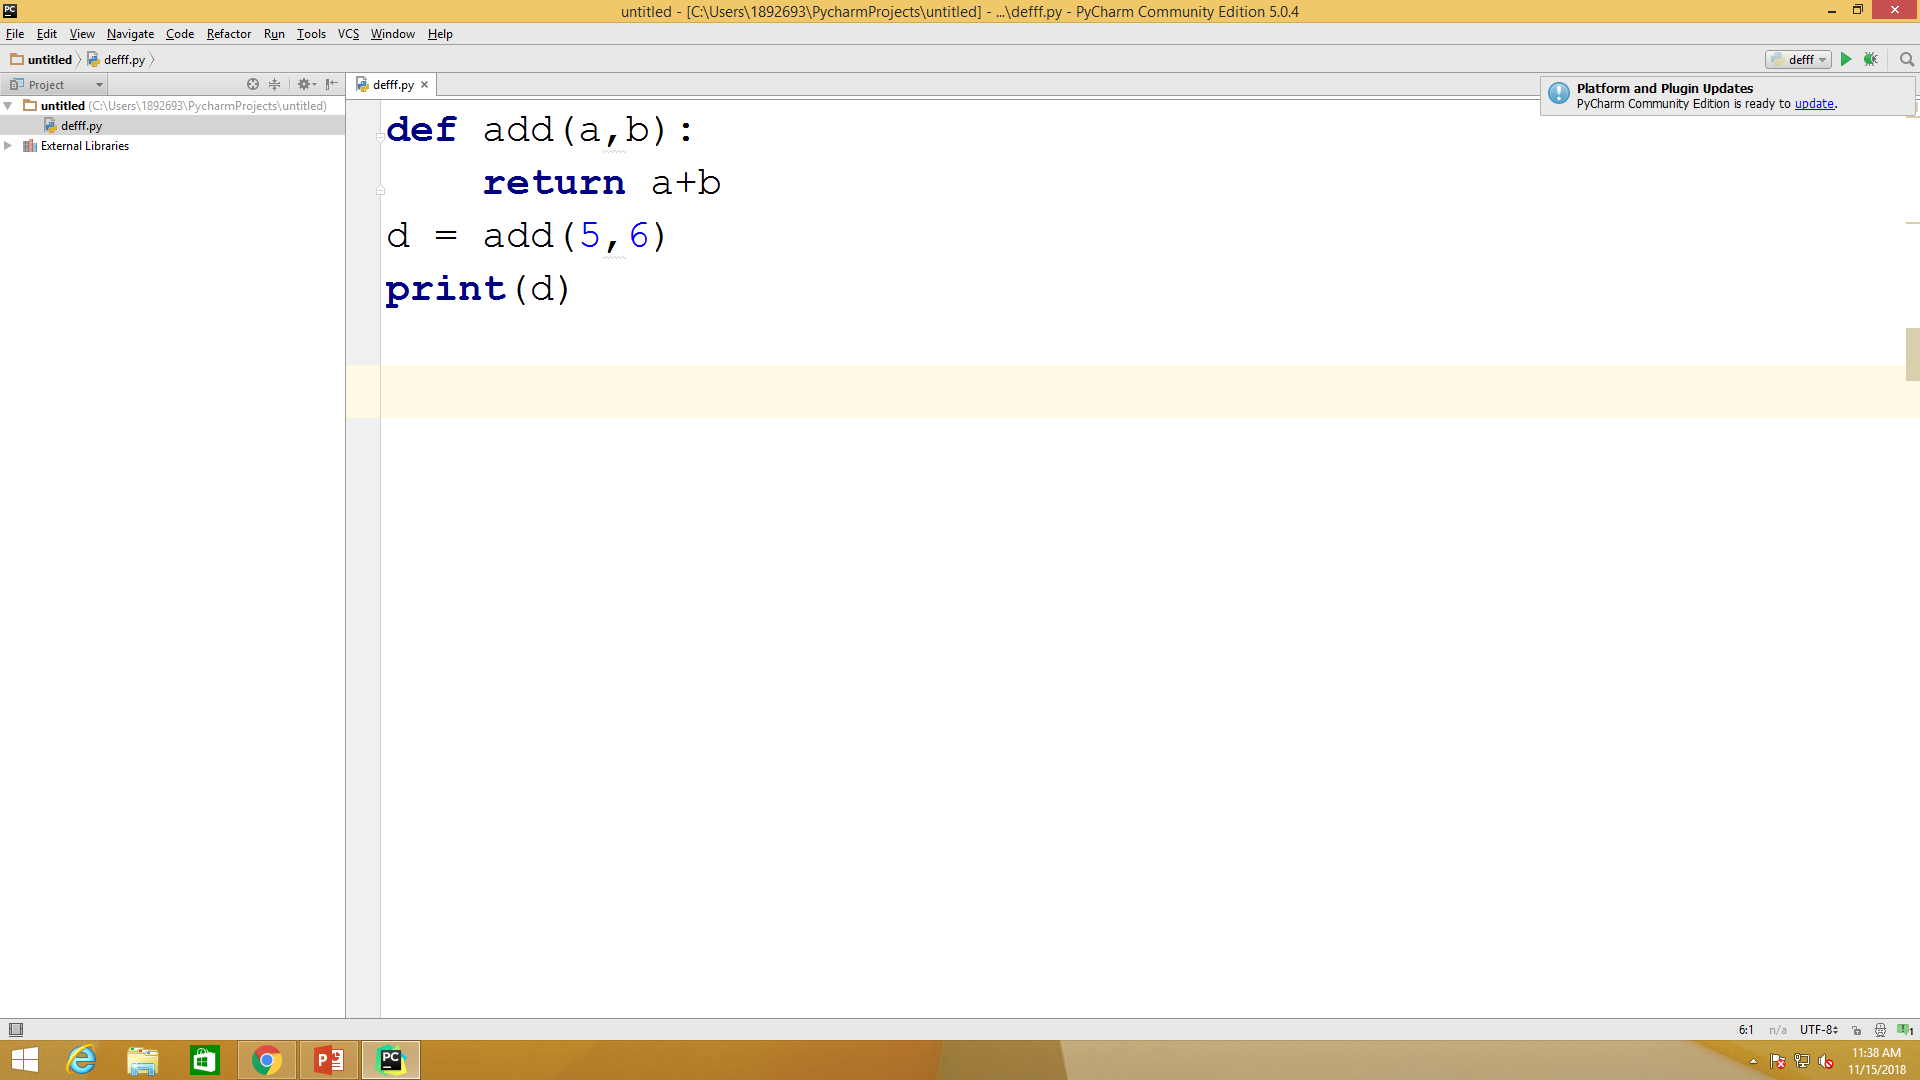 untitled - [C:\Users\1892693\PycharmProjects\untitled] - ...\defff.py - PyCharm Community Edition 5.0.4
File Edit View Navigate Code Refactor Run Tools VCS Window Help
untitled defff.py
defff
Project
defff.py
Platform and Plugin Updates
PyCharm Community Edition is ready to update.
untitled (C:\Users\1892693\PycharmProjects\untitled)
defff.py
External Libraries
def add(a,b):
    return a+b
d = add(5,6)
print(d)
6:1 n/a UTF-8 1
PC
11:38 AM
11/15/2018